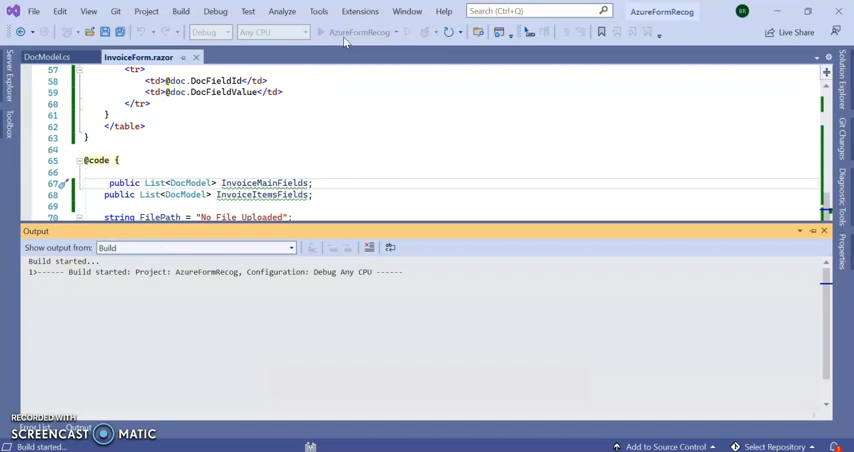 File Edit View Git Project Build Debug Test Analyze Tools Extensions Window Help Search (Ctrl+Q) AzureFormRecog BR
Debug Any CPU AzureFormRecog Live Share
DocModel.cs InvoiceForm.razor
57 <tr>
58 <td>@doc.DocFieldId</td>
59 <td>@doc.DocFieldValue</td>
60 </tr>
61 }
62 </table>
63 }
64
65 @code {
66
67 public List<DocModel> InvoiceMainFields;
68 public List<DocModel> InvoiceItemsFields;
69
70 string FilePath = "No File Uploaded";
Server Explorer
Toolbox
Solution Explorer
Git Changes
Diagnostic Tools
Properties
Output
Show output from: Build
Build started...
1>------ Build started: Project: AzureFormRecog, Configuration: Debug Any CPU ------
RECORDED WITH
Error List Output
SCREENCAST MATIC
Build started... Add to Source Control Select Repository 1